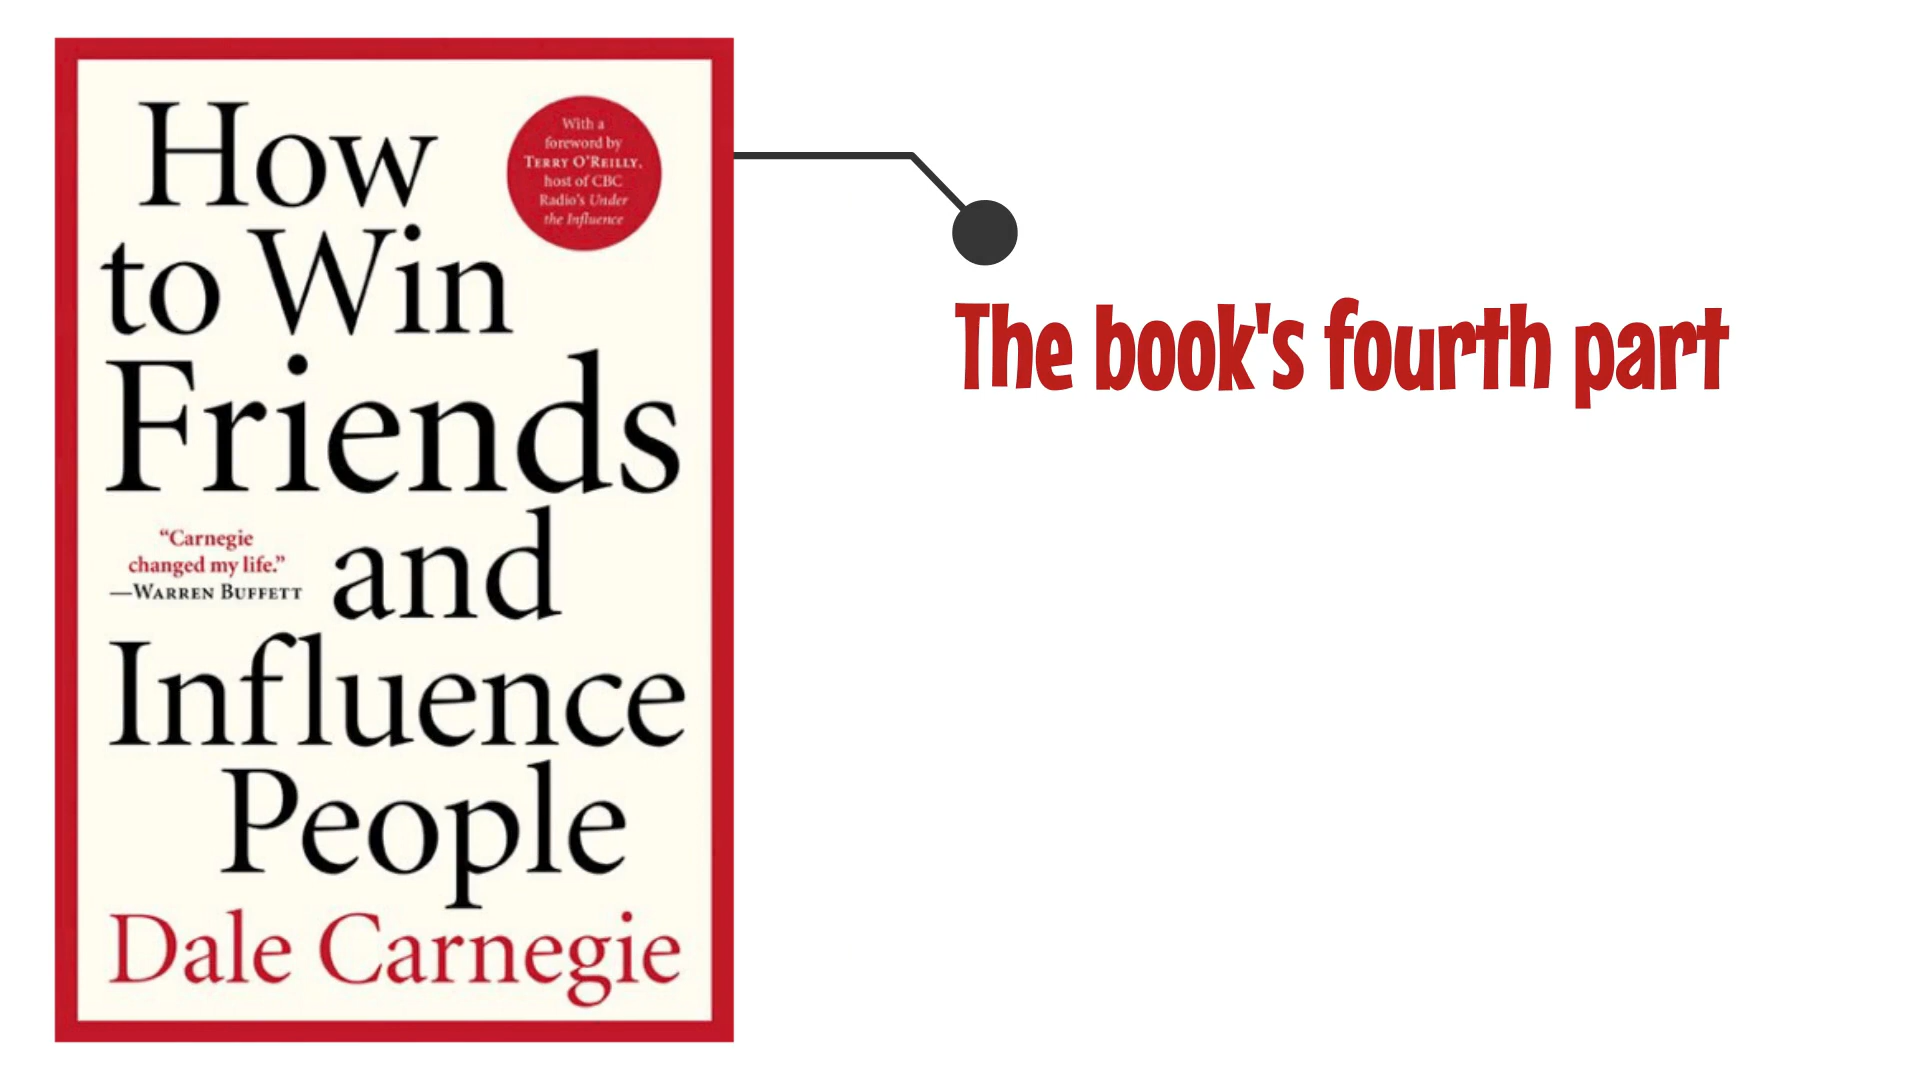 How
to Win
Friends
and
Influence
People
With a
foreword by
TERRY O'REILLY,
host of CBC
Radio's Under
the Influence
“Carnegie
changed my life.”
—WARREN BUFFETT
Dale Carnegie
The book's fourth part